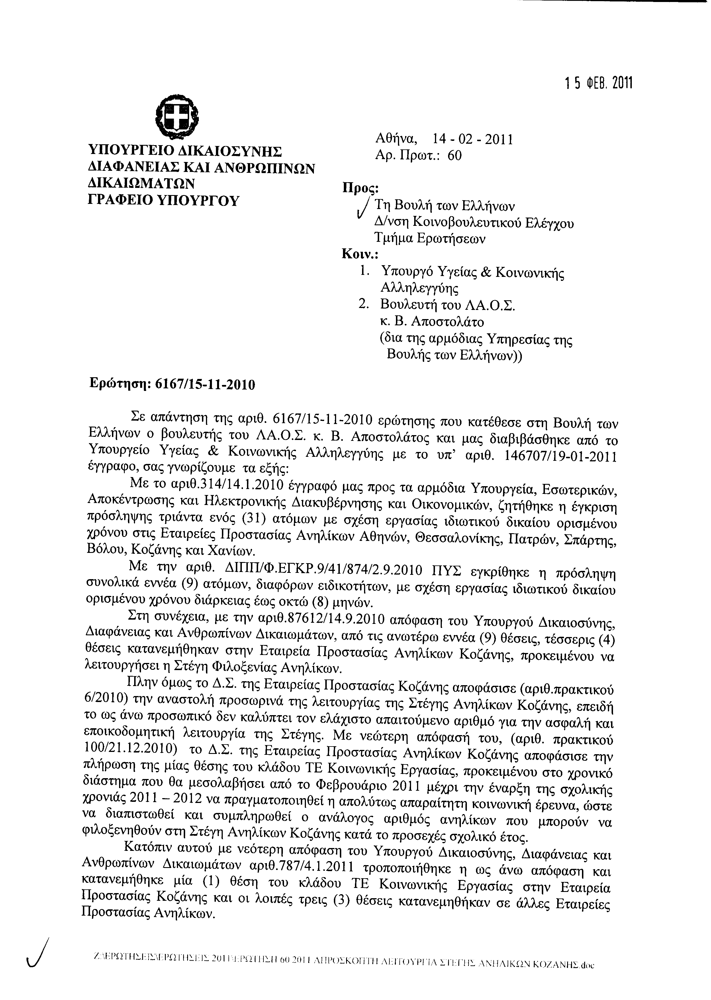 1 5 ΦΕΒ. 2011
ΥΠΟΥΡΓΕΙΟ ΔΙΚΑΙΟΣΥΝΗΣ
ΔΙΑΦΑΝΕΙΑΣ ΚΑΙ ΑΝΘΡΩΠΙΝΩΝ
ΔΙΚΑΙΩΜΑΤΩΝ
ΓΡΑΦΕΙΟ ΥΠΟΥΡΓΟΥ
Αθήνα, 14 - 02 - 2011
Αρ. Πρωτ.: 60
Προς:
Τη Βουλή των Ελλήνων
Δ/νση Κοινοβουλευτικού Ελέγχου
Τμήμα Ερωτήσεων
Κοιν.:
1. Υπουργό Υγείας & Κοινωνικής
Αλληλεγγύης
2. Βουλευτή του ΛΑ.Ο.Σ.
κ. Β. Αποστολάτο
(δια της αρμόδιας Υπηρεσίας της
Βουλής των Ελλήνων))
Ερώτηση: 6167/15-11-2010
Σε απάντηση της αριθ. 6167/15-11-2010 ερώτησης που κατέθεσε στη Βουλή των
Ελλήνων ο βουλευτής του ΛΑ.Ο.Σ. κ. Β. Αποστολάτος και μας διαβιβάσθηκε από το
Υπουργείο Υγείας & Κοινωνικής Αλληλεγγύης με το υπ’ αριθ. 146707/19-01-2011
έγγραφο, σας γνωρίζουμε τα εξής:
Με το αριθ.314/14.1.2010 έγγραφό μας προς τα αρμόδια Υπουργεία, Εσωτερικών,
Αποκέντρωσης και Ηλεκτρονικής Διακυβέρνησης και Οικονομικών, ζητήθηκε η έγκριση
πρόσληψης τριάντα ενός (31) ατόμων με σχέση εργασίας ιδιωτικού δικαίου ορισμένου
χρόνου στις Εταιρείες Προστασίας Ανηλίκων Αθηνών, Θεσσαλονίκης, Πατρών, Σπάρτης,
Βόλου, Κοζάνης και Χανίων.
Με την αριθ. ΔΙΠΠ/Φ.ΕΓΚΡ.9/41/874/2.9.2010 ΠΥΣ εγκρίθηκε η πρόσληψη
συνολικά εννέα (9) ατόμων, διαφόρων ειδικοτήτων, με σχέση εργασίας ιδιωτικού δικαίου
ορισμένου χρόνου διάρκειας έως οκτώ (8) μηνών.
Στη συνέχεια, με την αριθ.87612/14.9.2010 απόφαση του Υπουργού Δικαιοσύνης,
Διαφάνειας και Ανθρωπίνων Δικαιωμάτων, από τις ανωτέρω εννέα (9) θέσεις, τέσσερις (4)
θέσεις κατανεμήθηκαν στην Εταιρεία Προστασίας Ανηλίκων Κοζάνης, προκειμένου να
λειτουργήσει η Στέγη Φιλοξενίας Ανηλίκων.
Πλην όμως το Δ.Σ. της Εταιρείας Προστασίας Κοζάνης αποφάσισε (αριθ.πρακτικού
6/2010) την αναστολή προσωρινά της λειτουργίας της Στέγης Ανηλίκων Κοζάνης, επειδή
το ως άνω προσωπικό δεν καλύπτει τον ελάχιστο απαιτούμενο αριθμό για την ασφαλή και
εποικοδομητική λειτουργία της Στέγης. Με νεώτερη απόφασή του, (αριθ. πρακτικού
100/21.12.2010) το Δ.Σ. της Εταιρείας Προστασίας Ανηλίκων Κοζάνης αποφάσισε την
πλήρωση της μίας θέσης του κλάδου ΤΕ Κοινωνικής Εργασίας, προκειμένου στο χρονικό
διάστημα που θα μεσολαβήσει από το Φεβρουάριο 2011 μέχρι την έναρξη της σχολικής
χρονιάς 2011 – 2012 να πραγματοποιηθεί η απολύτως απαραίτητη κοινωνική έρευνα, ώστε
να διαπιστωθεί και συμπληρωθεί ο ανάλογος αριθμός ανηλίκων που μπορούν να
φιλοξενηθούν στη Στέγη Ανηλίκων Κοζάνης κατά το προσεχές σχολικό έτος.
Κατόπιν αυτού με νεότερη απόφαση του Υπουργού Δικαιοσύνης, Διαφάνειας και
Ανθρωπίνων Δικαιωμάτων αριθ.787/4.1.2011 τροποποιήθηκε η ως άνω απόφαση και
κατανεμήθηκε μία (1) θέση του κλάδου ΤΕ Κοινωνικής Εργασίας στην Εταιρεία
Προστασίας Κοζάνης και οι λοιπές τρεις (3) θέσεις κατανεμηθήκαν σε άλλες Εταιρείες
Προστασίας Ανηλίκων.
Ζ:\ΕΡΩΤΗΣΕΙΣ\ΕΡΩΤΗΣΕΙΣ 2011\ΕΡΩΤΗΣΗ 60 2011 ΑΠΡΟΣΚΟΠΤΗ ΛΕΙΤΟΥΡΓΙΑ ΣΤΕΓΗΣ ΑΝΗΛΙΚΩΝ ΚΟΖΑΝΗΣ.doc